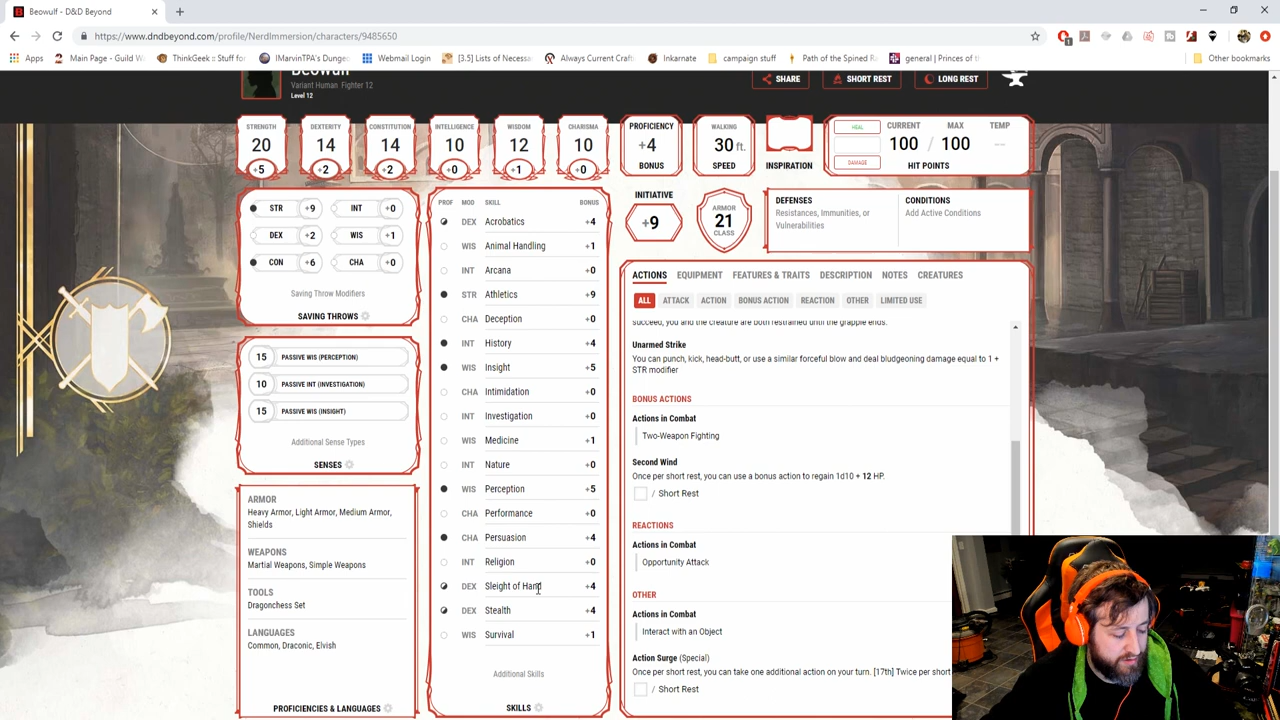 Beowulf - D&D Beyond
https://www.dndbeyond.com/profile/NerdImmersion/characters/9485650
Apps
Main Page - Guild W
ThinkGeek :: Stuff for
IMarvinTPA's Dungeon
Webmail Login
[3.5] Lists of Necessa
Always Current Craft
Inkarnate
campaign stuff
Path of the Spined R
general | Princes of t
Other bookmarks
Beowulf
Variant Human Fighter 12
Level 12
SHARE
SHORT REST
LONG REST
STRENGTH
20
+5
DEXTERITY
14
+2
CONSTITUTION
14
+2
INTELLIGENCE
10
+0
WISDOM
12
+1
CHARISMA
10
+0
PROFICIENCY
+4
BONUS
WALKING
30 ft.
SPEED
INSPIRATION
HEAL
DAMAGE
CURRENT MAX TEMP
100 / 100 --
HIT POINTS
STR +9 INT +0
DEX +2 WIS +1
CON +6 CHA +0
Saving Throw Modifiers
SAVING THROWS
15 PASSIVE WIS (PERCEPTION)
10 PASSIVE INT (INVESTIGATION)
15 PASSIVE WIS (INSIGHT)
Additional Sense Types
SENSES
ARMOR
Heavy Armor, Light Armor, Medium Armor,
Shields
WEAPONS
Martial Weapons, Simple Weapons
TOOLS
Dragonchess Set
LANGUAGES
Common, Draconic, Elvish
PROFICIENCIES & LANGUAGES
PROF MOD SKILL BONUS
DEX Acrobatics +4
WIS Animal Handling +1
INT Arcana +0
STR Athletics +9
CHA Deception +0
INT History +4
WIS Insight +5
CHA Intimidation +0
INT Investigation +0
WIS Medicine +1
INT Nature +0
WIS Perception +5
CHA Performance +0
CHA Persuasion +4
INT Religion +0
DEX Sleight of Hand +4
DEX Stealth +4
WIS Survival +1
Additional Skills
SKILLS
INITIATIVE
+9
ARMOR
21
CLASS
DEFENSES
Resistances, Immunities, or
Vulnerabilities
CONDITIONS
Add Active Conditions
ACTIONS EQUIPMENT FEATURES & TRAITS DESCRIPTION NOTES CREATURES
ALL ATTACK ACTION BONUS ACTION REACTION OTHER LIMITED USE
succeed, you and the creature are both restrained until the grapple ends.
Unarmed Strike
You can punch, kick, head-butt, or use a similar forceful blow and deal bludgeoning damage equal to 1 +
STR modifier
BONUS ACTIONS
Actions in Combat
Two-Weapon Fighting
Second Wind
Once per short rest, you can use a bonus action to regain 1d10 + 12 HP.
/ Short Rest
REACTIONS
Actions in Combat
Opportunity Attack
OTHER
Actions in Combat
Interact with an Object
Action Surge (Special)
Once per short rest, you can take one additional action on your turn. [17th] Twice per short
/ Short Rest